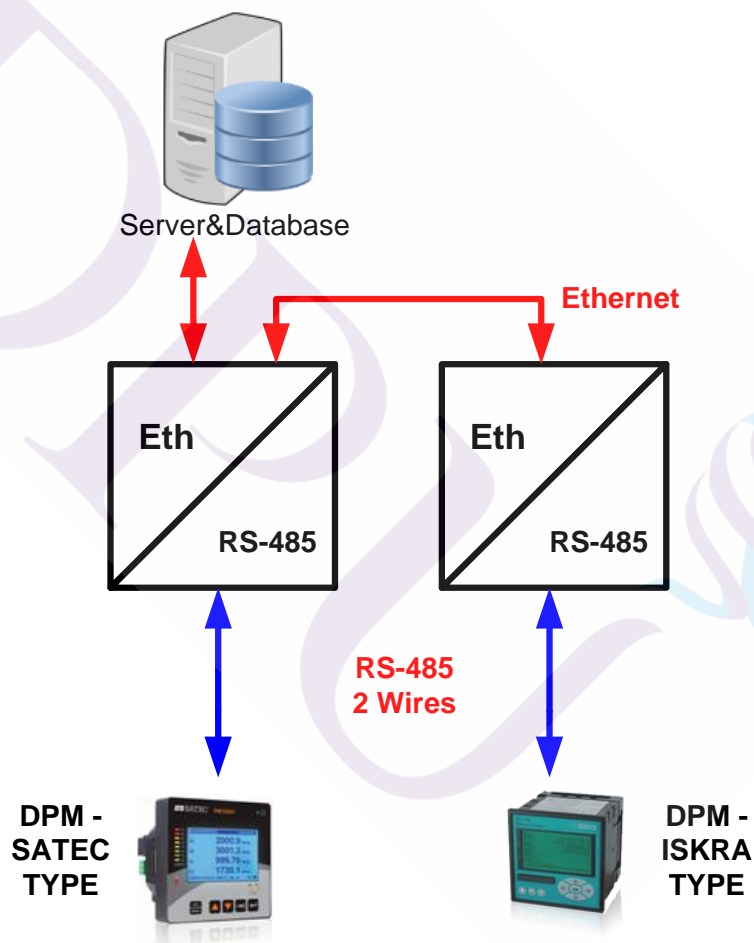 Server&Database
Ethernet
Eth
RS-485
Eth
RS-485
RS-485
2 Wires
DPM -
SATEC
TYPE
SATEC
DPM -
ISKRA
TYPE